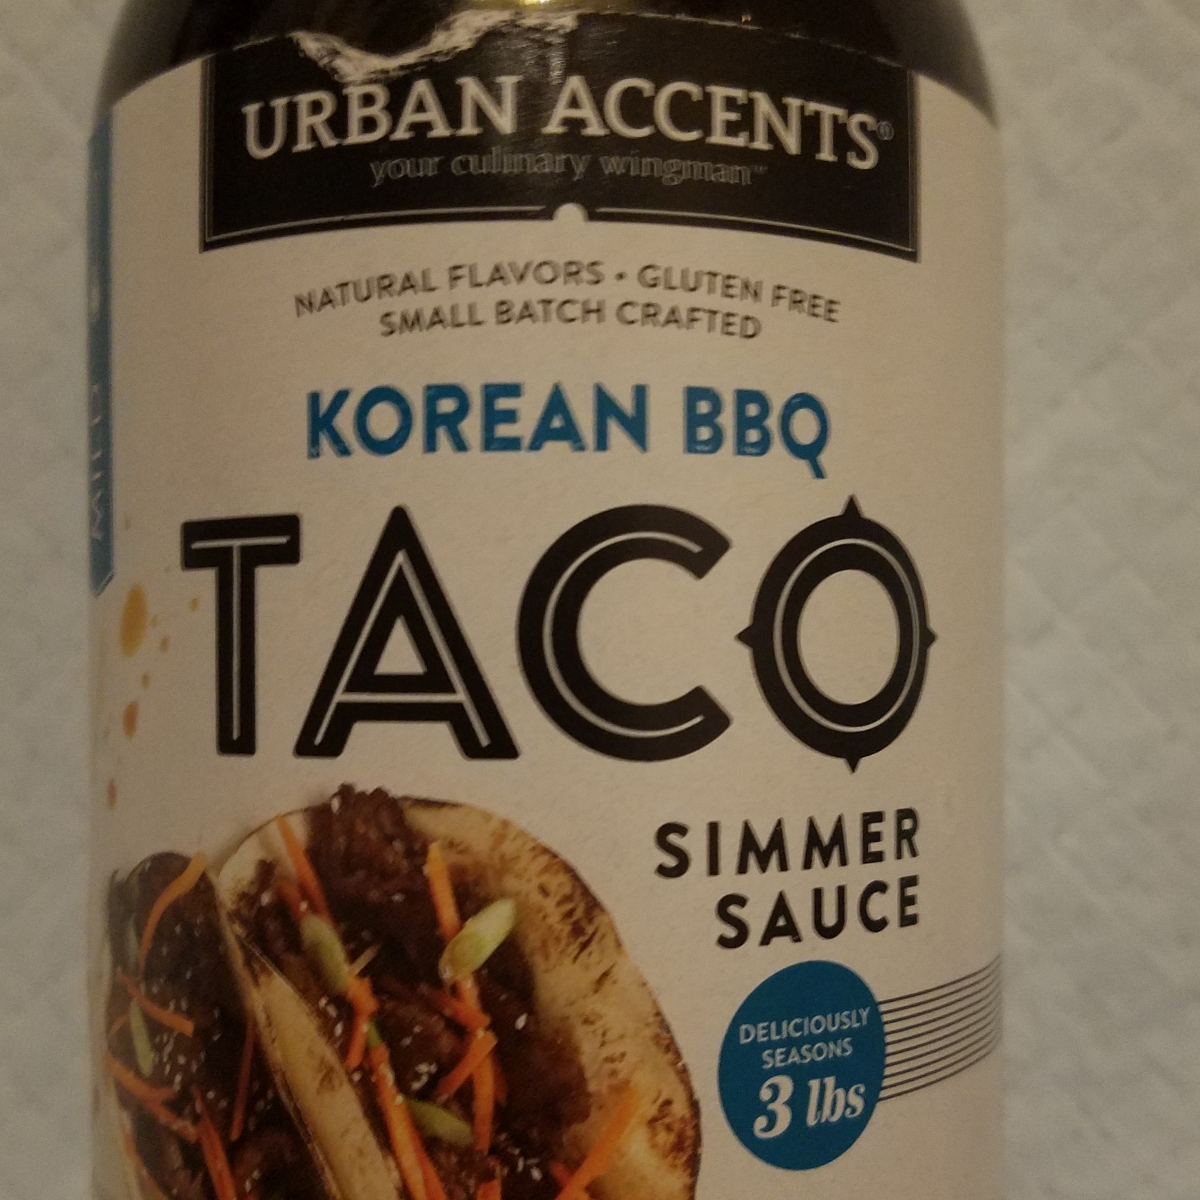 URBAN ACCENTS®
your culinary wingman™
NATURAL FLAVORS • GLUTEN FREE
SMALL BATCH CRAFTED
KOREAN BBQ
TACO
SIMMER
SAUCE
DELICIOUSLY
SEASONS
3 lbs
MILD